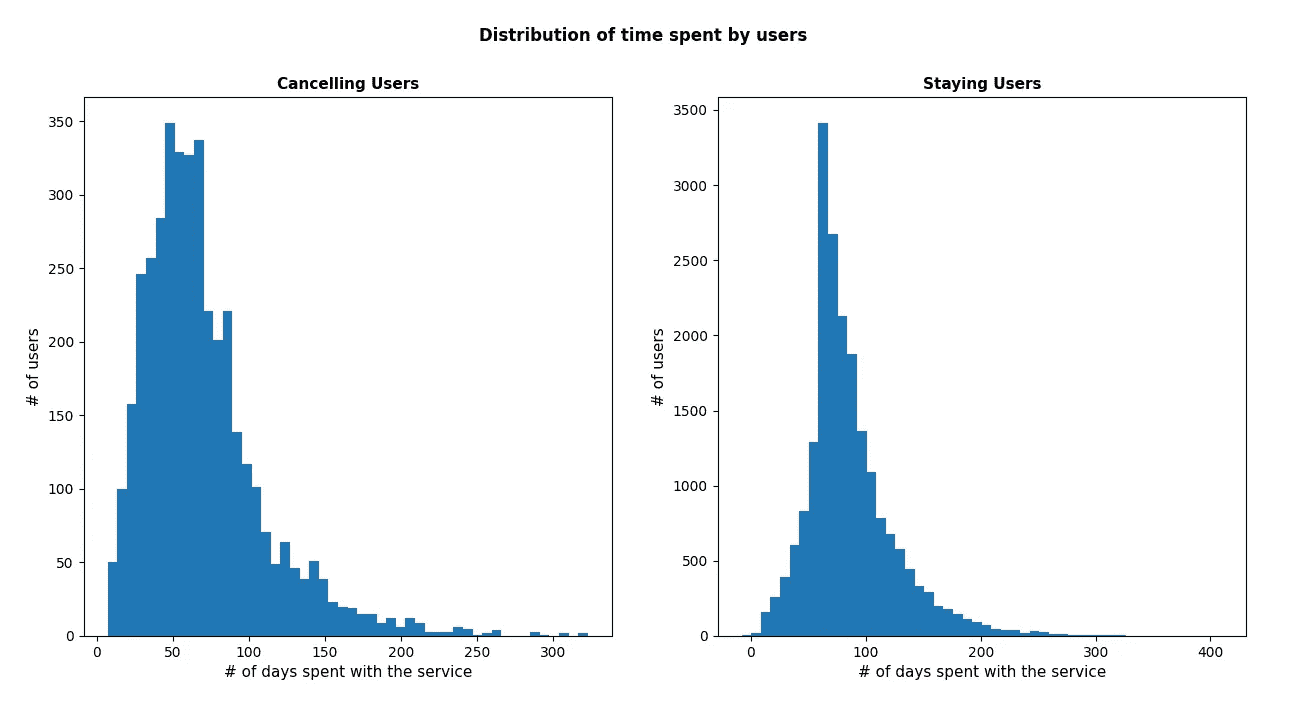 Distribution of time spent by users
Cancelling Users
350
300
250
200
150
100
50
0
# of users
0 50 100 150 200 250 300
# of days spent with the service
Staying Users
3500
3000
2500
2000
1500
1000
500
0
# of users
0 100 200 300 400
# of days spent with the service